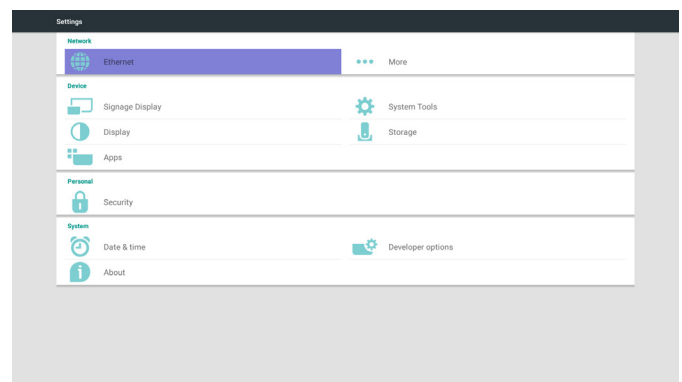 Settings
Network
Ethernet
More
Device
Signage Display
System Tools
Display
Storage
Apps
Personal
Security
System
Date & time
Developer options
About